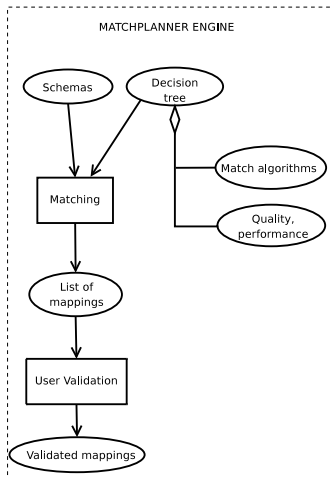 MATCHPLANNER ENGINE
Schemas
Decision
tree
Match algorithms
Matching
Quality,
performance
List of
mappings
User Validation
Validated mappings